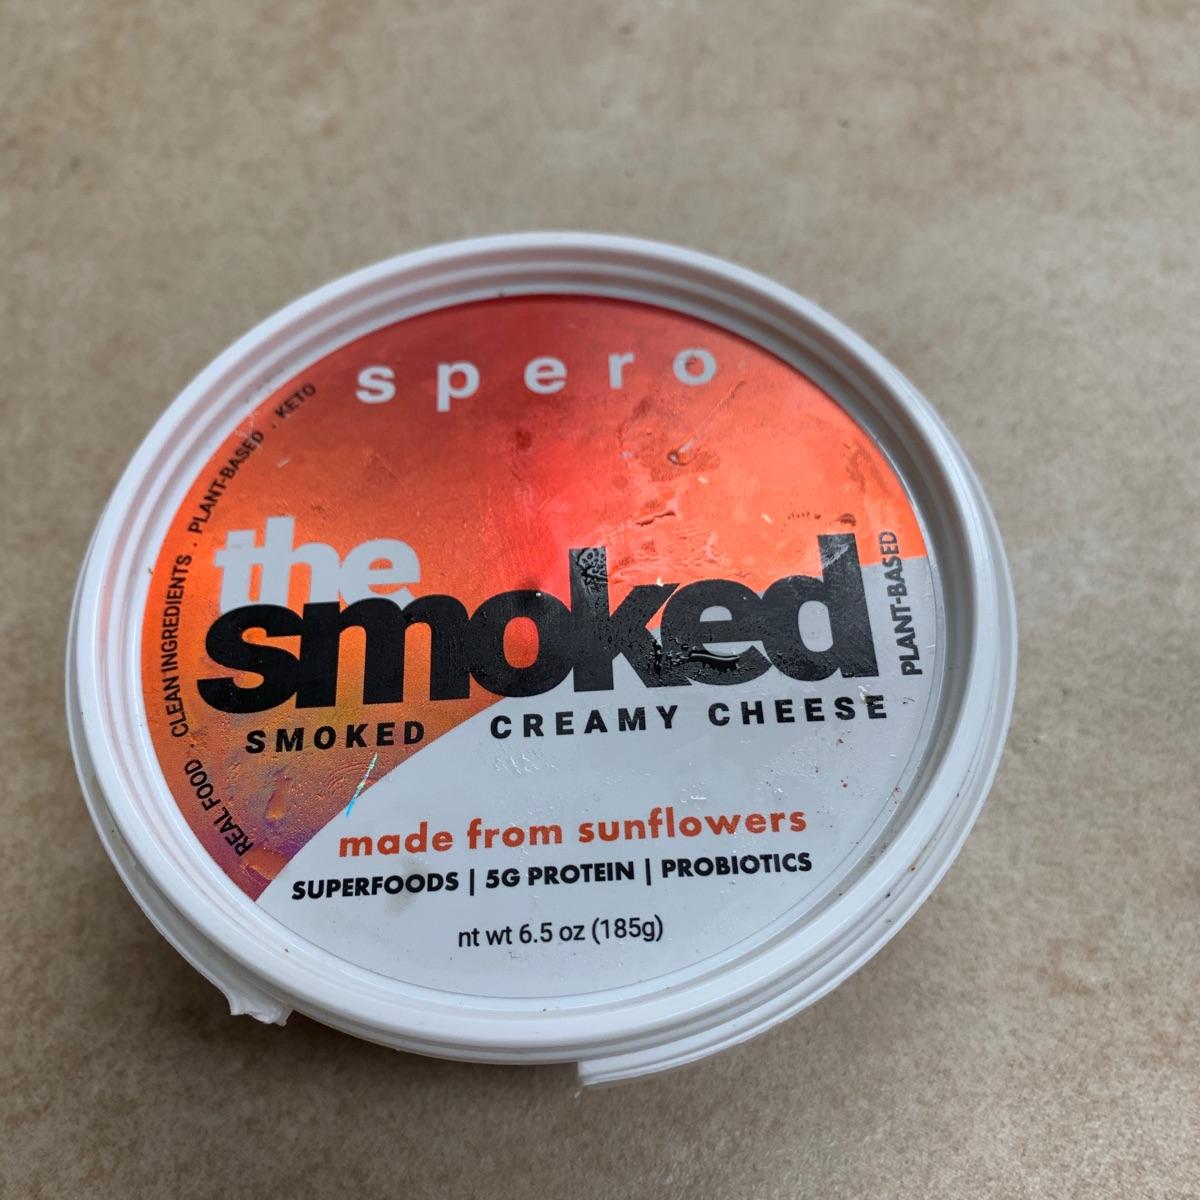 spero
REAL FOOD . CLEAN INGREDIENTS . PLANT-BASED . KETO
the
smoked
SMOKED CREAMY CHEESE
PLANT-BASED
made from sunflowers
SUPERFOODS | 5G PROTEIN | PROBIOTICS
nt wt 6.5 oz (185g)